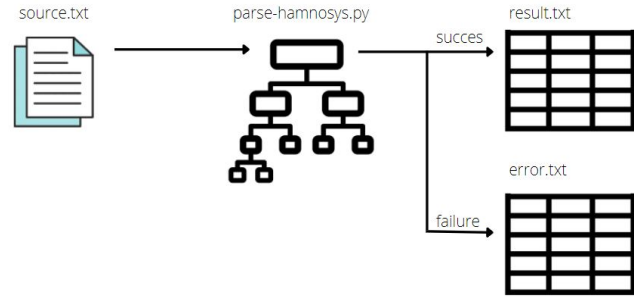 source.txt
parse-hamnosys.py
result.txt
succes
error.txt
failure